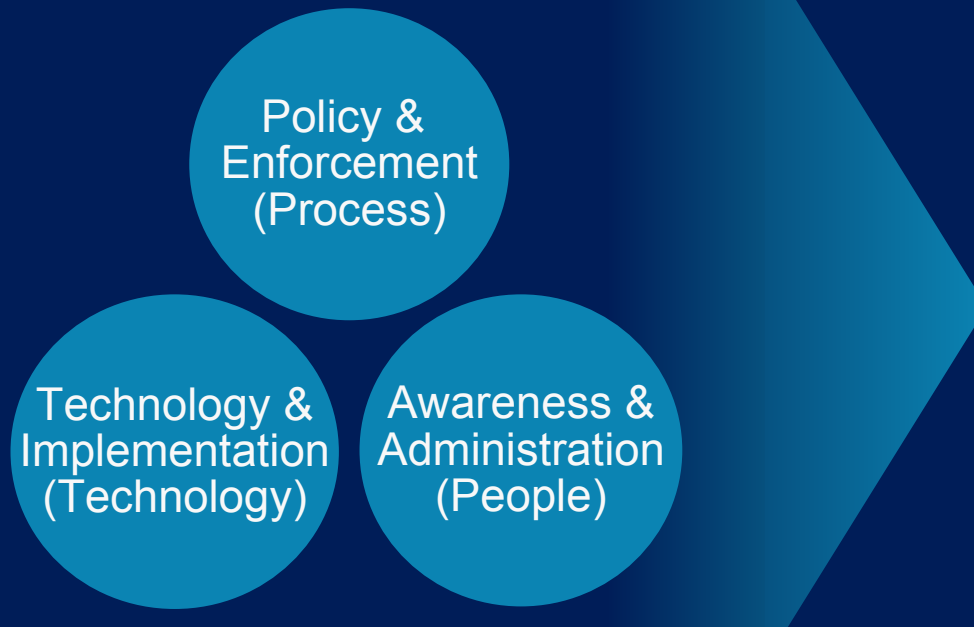 Policy &
Enforcement
(Process)
Technology &
Implementation
(Technology)
Awareness &
Administration
(People)